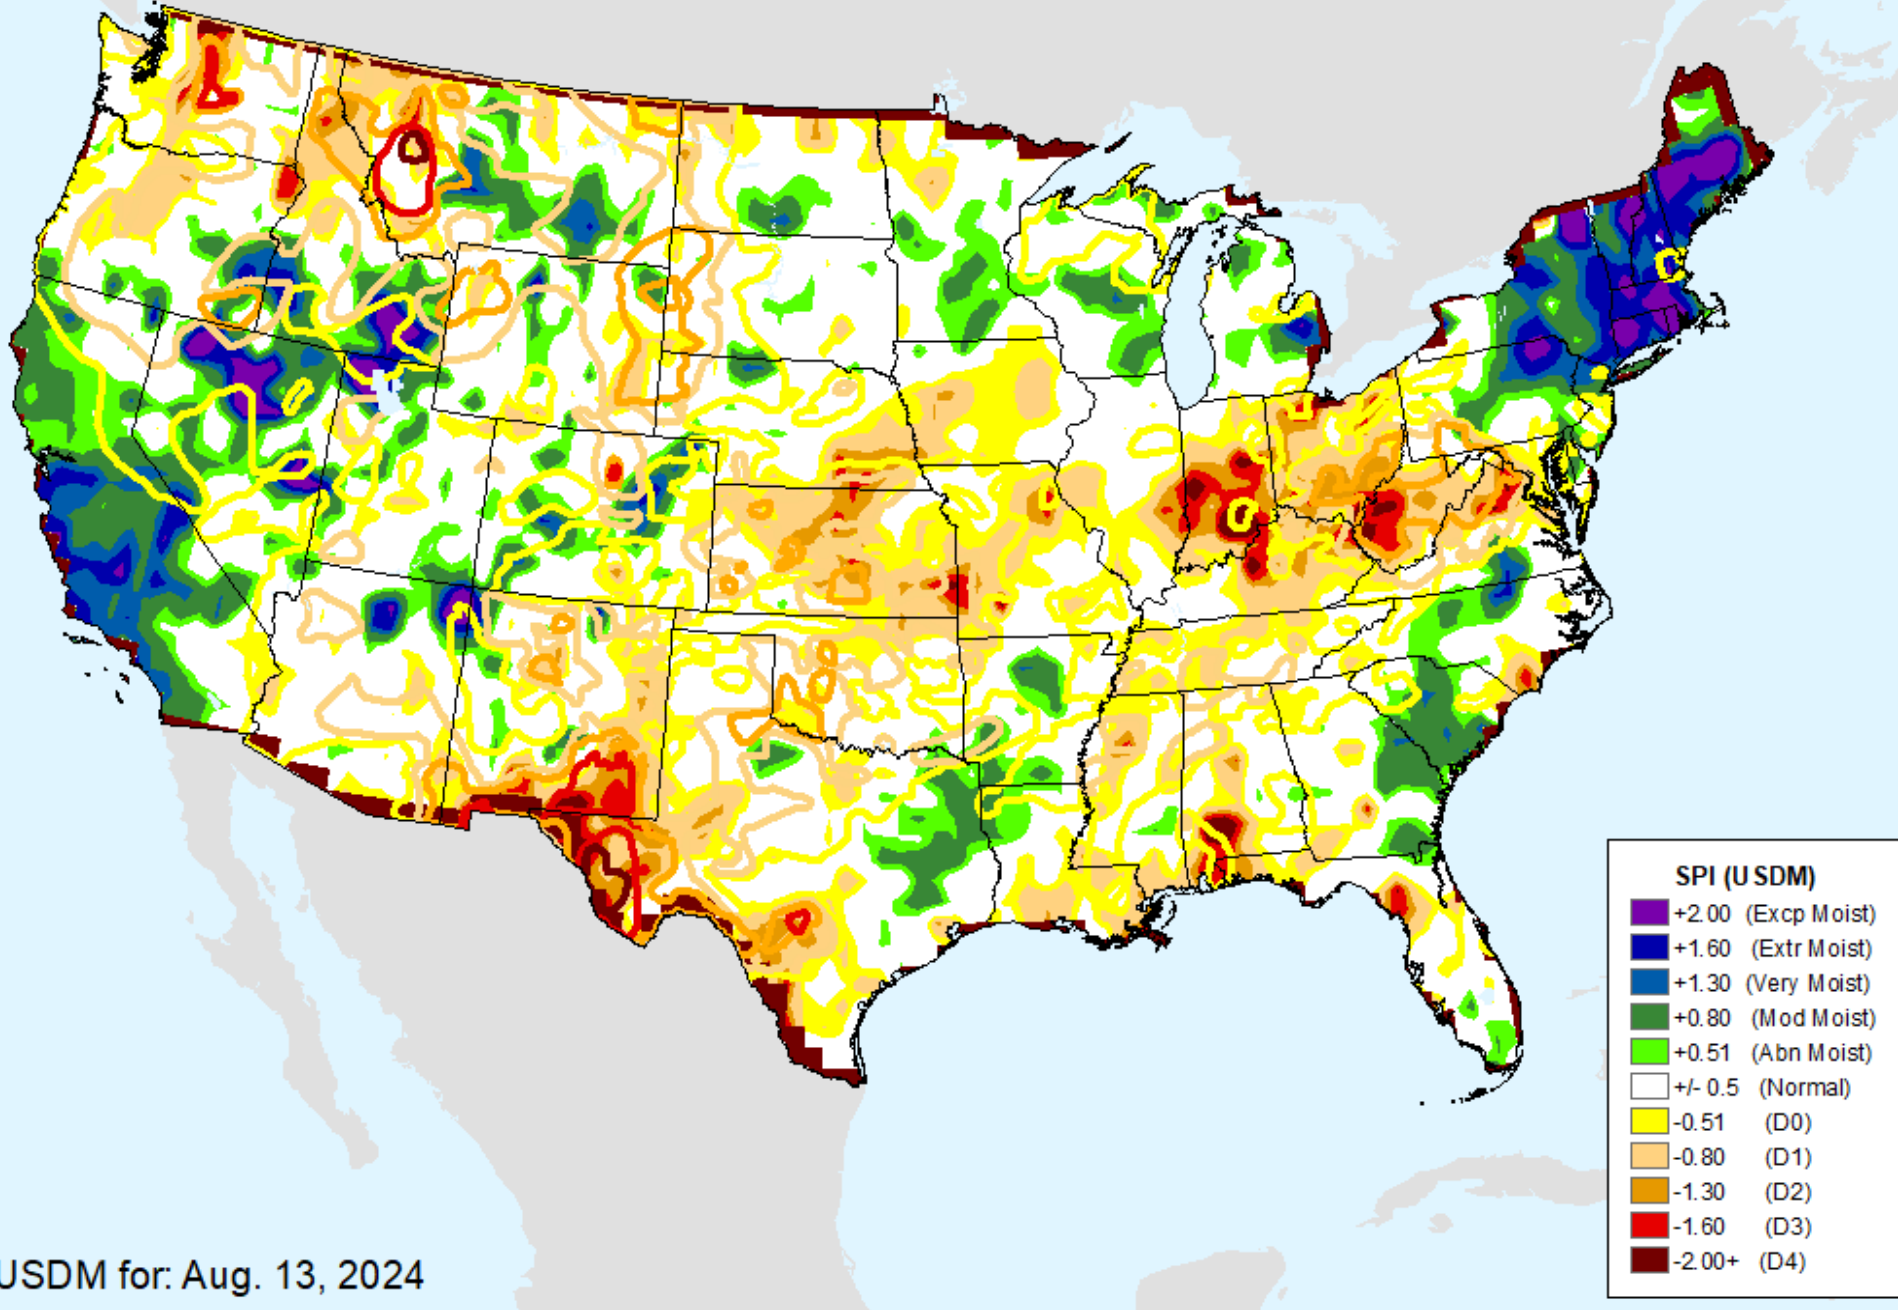 SPI (USDM)
+2.00 (Excp Moist)
+1.60 (Extr Moist)
+1.30 (Very Moist)
+0.80 (Mod Moist)
+0.51 (Abn Moist)
+/- 0.5 (Normal)
-0.51 (D0)
-0.80 (D1)
-1.30 (D2)
-1.60 (D3)
-2.00+ (D4)
USDM for: Aug. 13, 2024